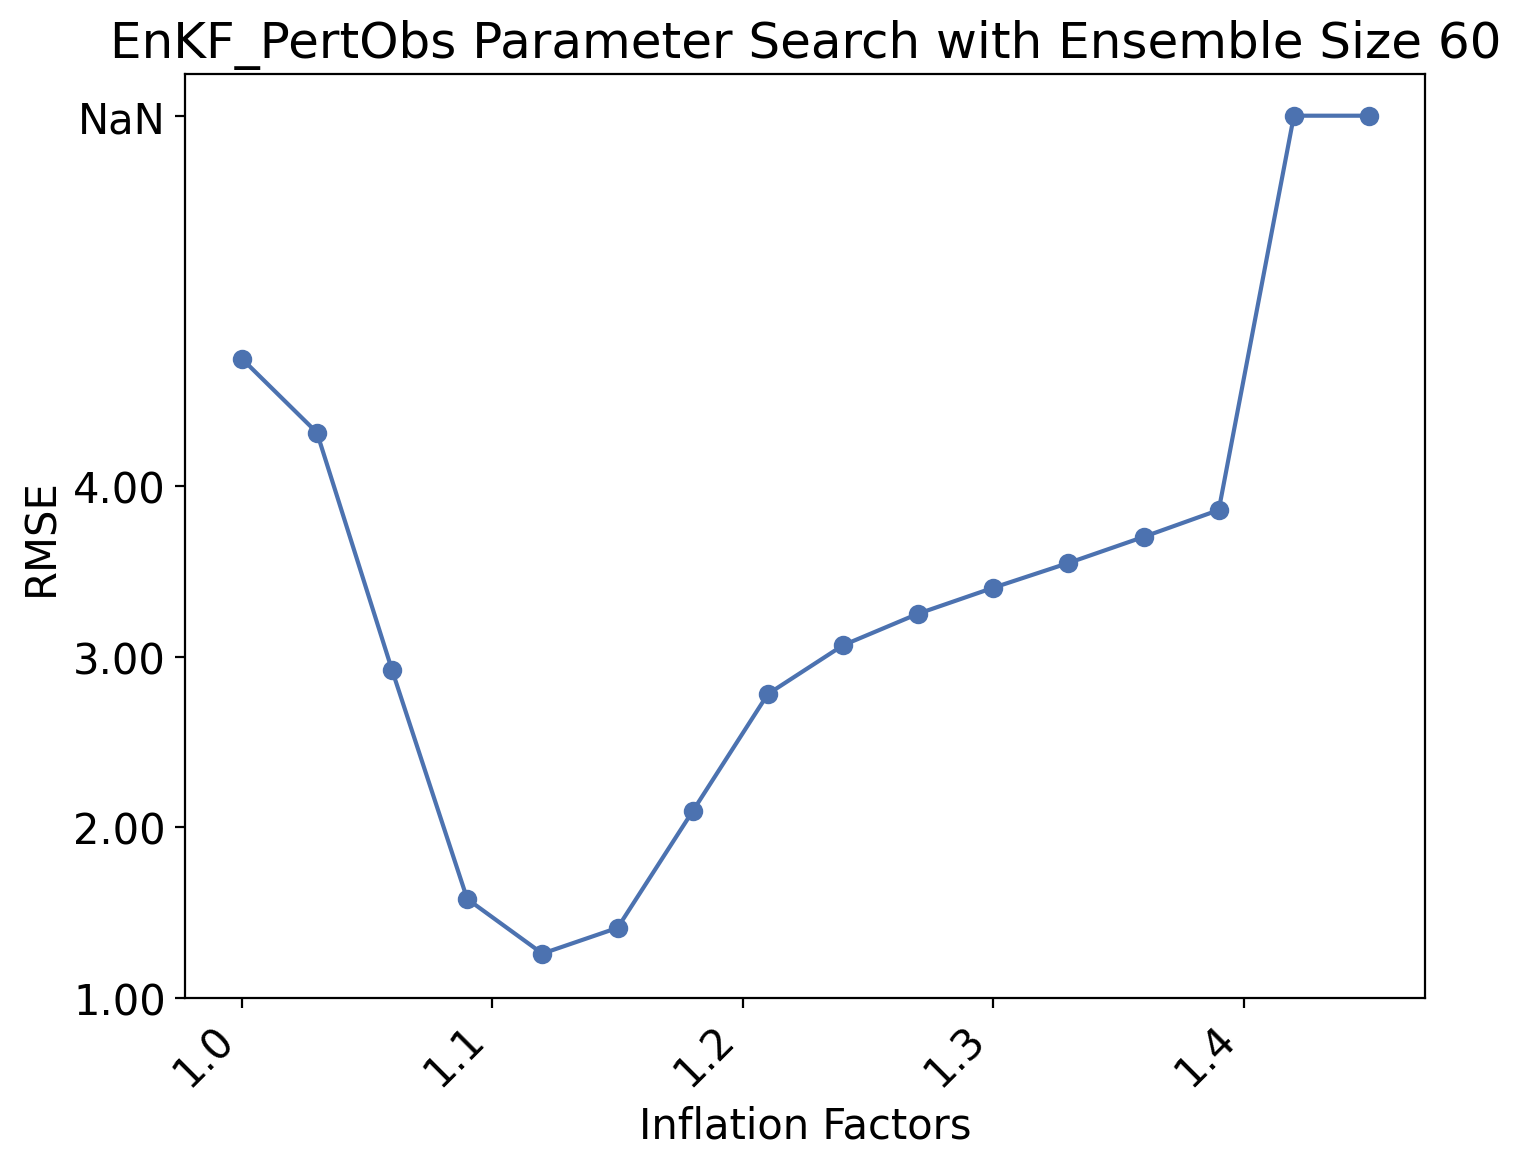 EnKF_PertObs Parameter Search with Ensemble Size 60
NaN
4.00
3.00
2.00
1.00
RMSE
1.0
1.1
1.2
1.3
1.4
Inflation Factors